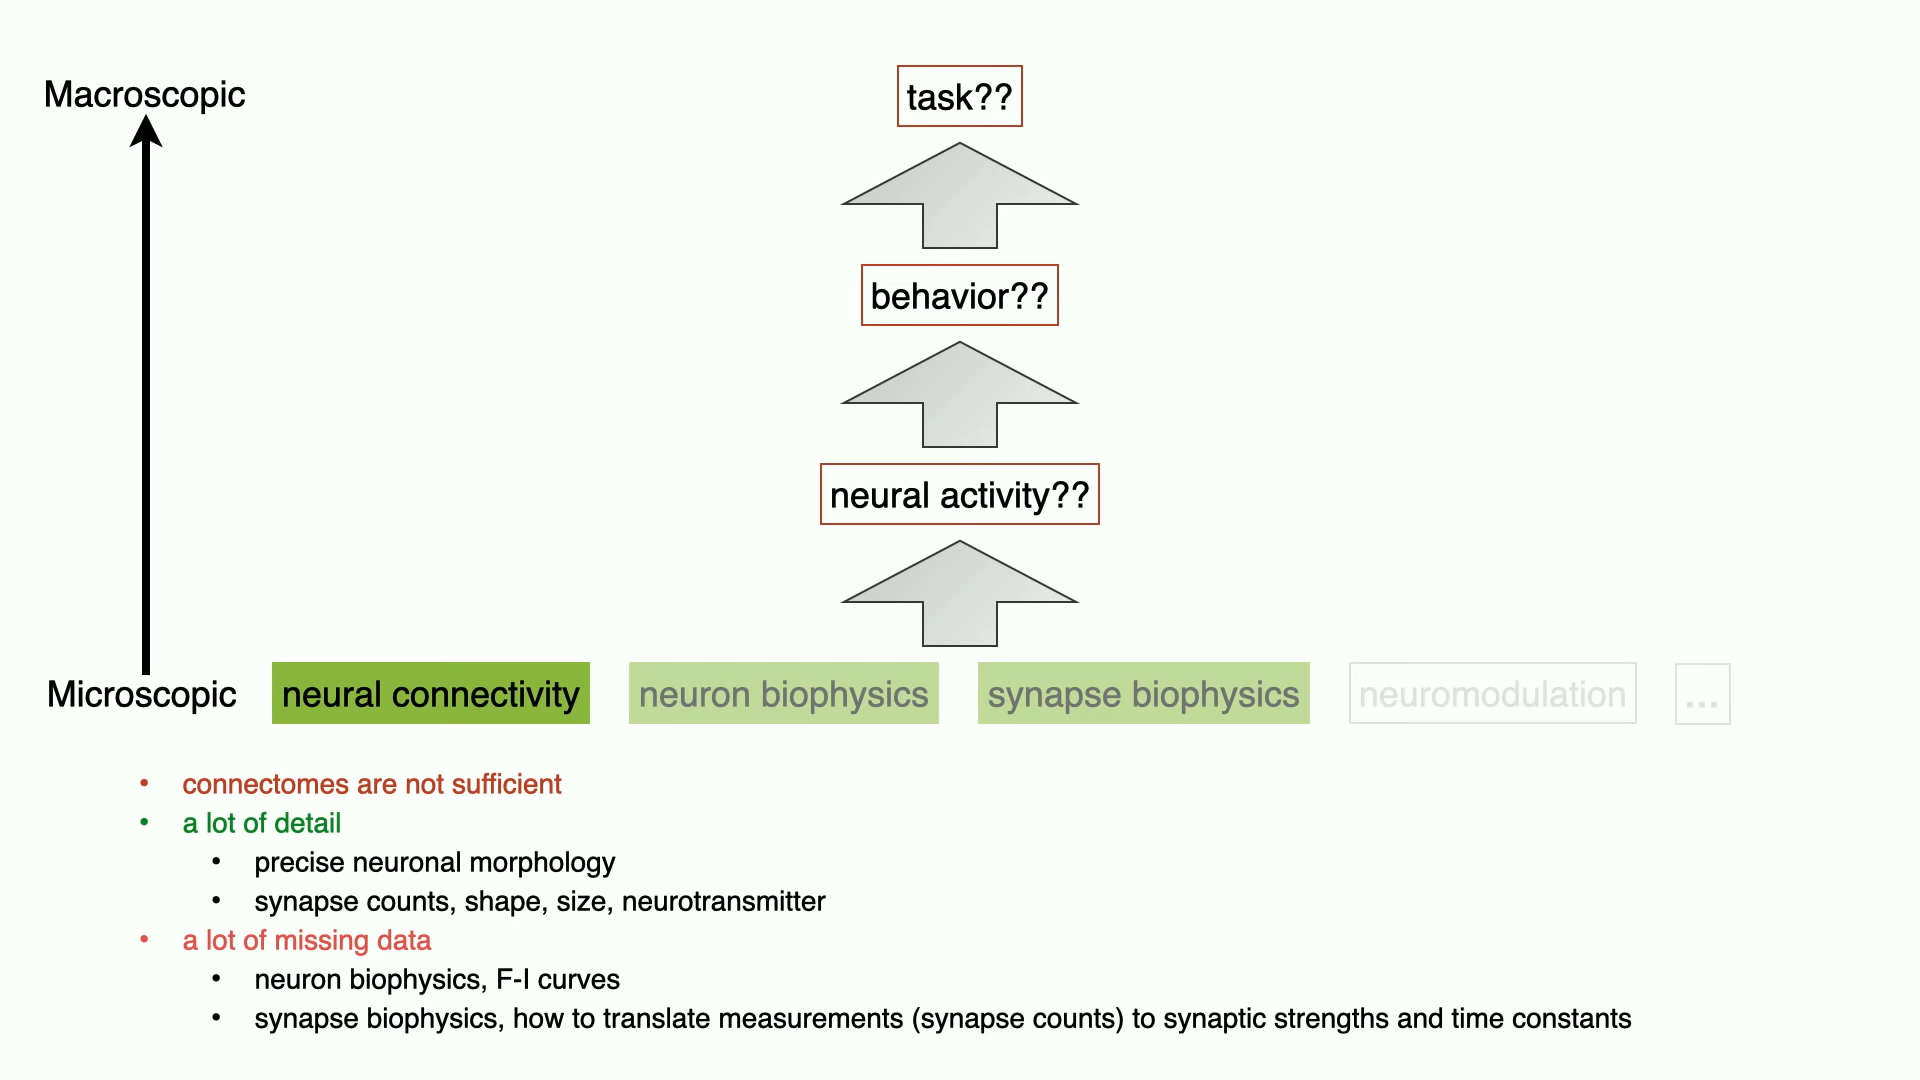 Macroscopic
task??
behavior??
neural activity??
Microscopic
neural connectivity
neuron biophysics
synapse biophysics
neuromodulation
...
• connectomes are not sufficient
• a lot of detail
• precise neuronal morphology
• synapse counts, shape, size, neurotransmitter
• a lot of missing data
• neuron biophysics, F-I curves
• synapse biophysics, how to translate measurements (synapse counts) to synaptic strengths and time constants